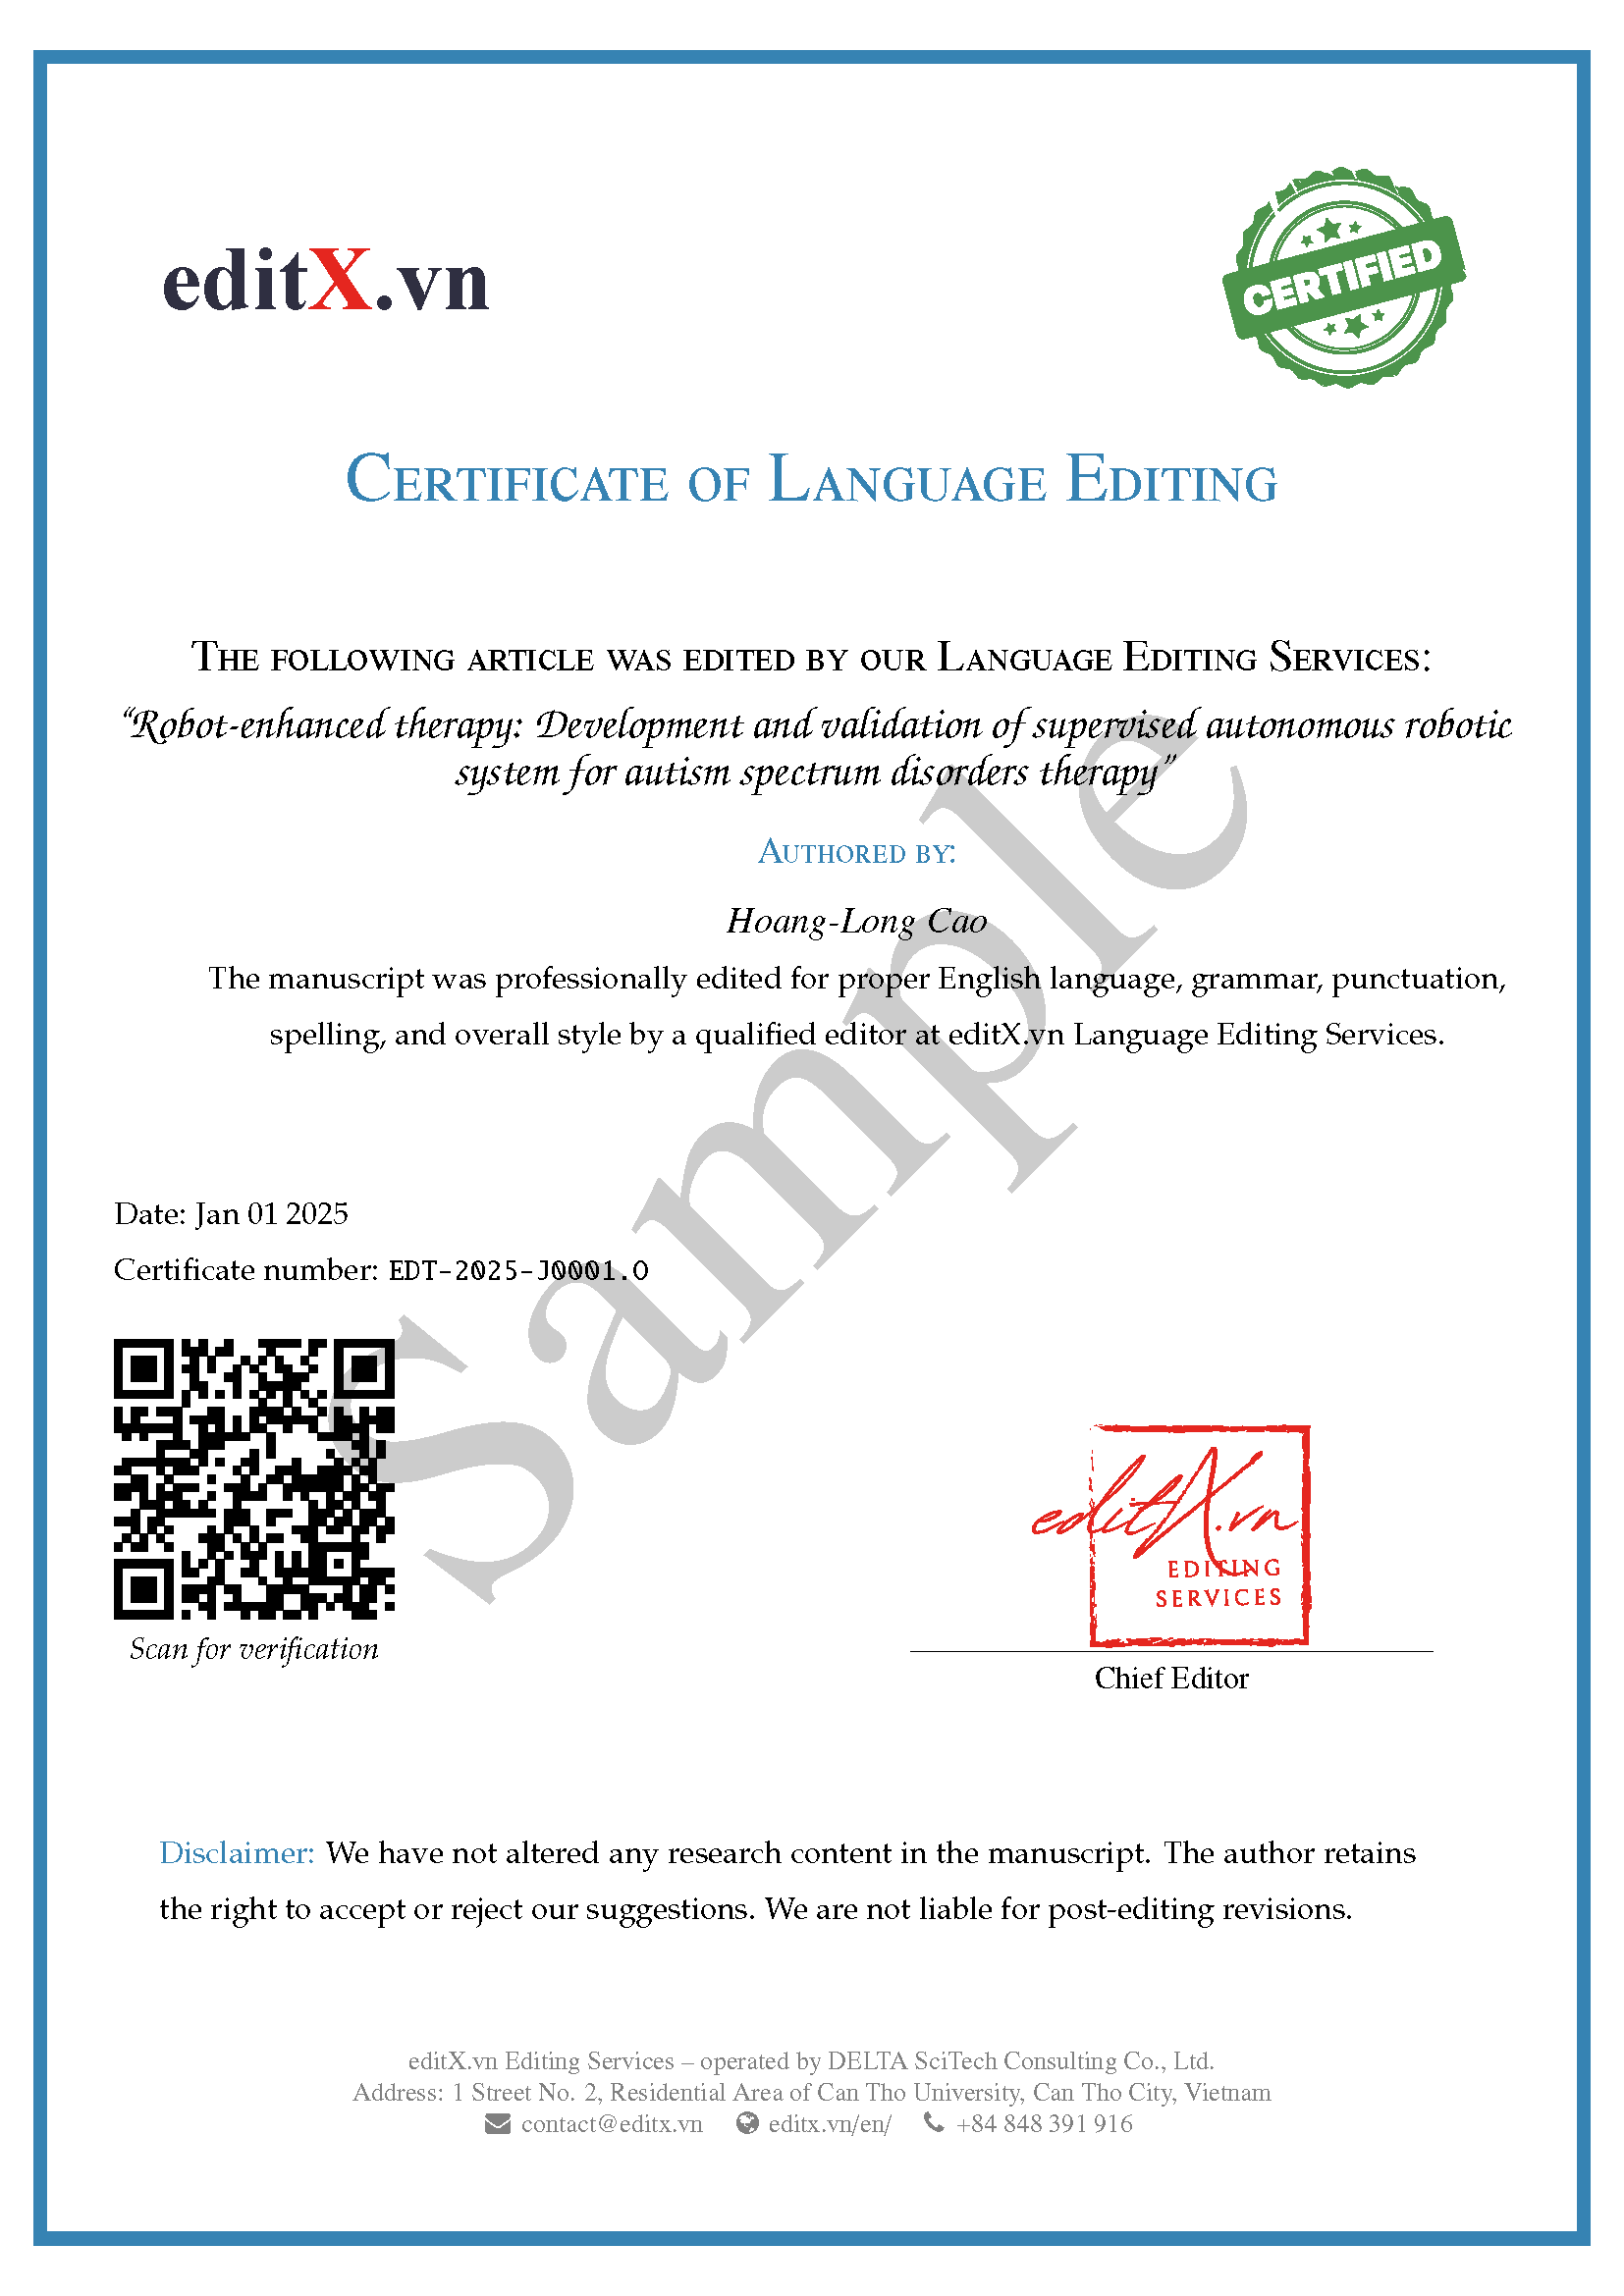 editX.vn
CERTIFIED
Certificate of Language Editing
The following article was edited by our Language Editing Services:
“Robot-enhanced therapy: Development and validation of supervised autonomous robotic
system for autism spectrum disorders therapy”
Authored by:
Hoang-Long Cao
The manuscript was professionally edited for proper English language, grammar, punctuation,
spelling, and overall style by a qualified editor at editX.vn Language Editing Services.
Sample
Date: Jan 01 2025
Certificate number: EDT-2025-J0001.O
Scan for verification
editX.vn
EDITING
SERVICES
Chief Editor
Disclaimer: We have not altered any research content in the manuscript. The author retains
the right to accept or reject our suggestions. We are not liable for post-editing revisions.
editX.vn Editing Services – operated by DELTA SciTech Consulting Co., Ltd.
Address: 1 Street No. 2, Residential Area of Can Tho University, Can Tho City, Vietnam
contact@editx.vn editx.vn/en/ +84 848 391 916